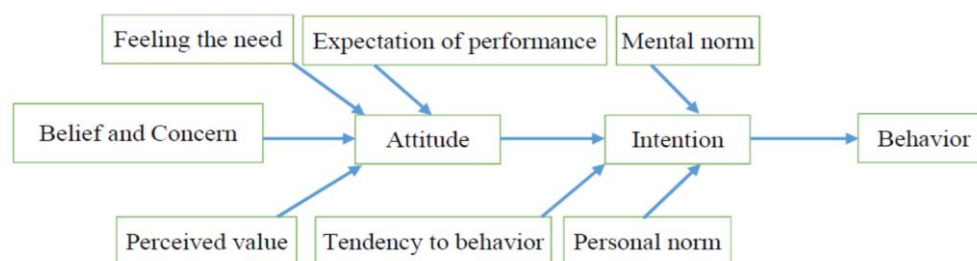 Feeling the need
Expectation of performance
Mental norm
Belief and Concern
Attitude
Intention
Behavior
Perceived value
Tendency to behavior
Personal norm